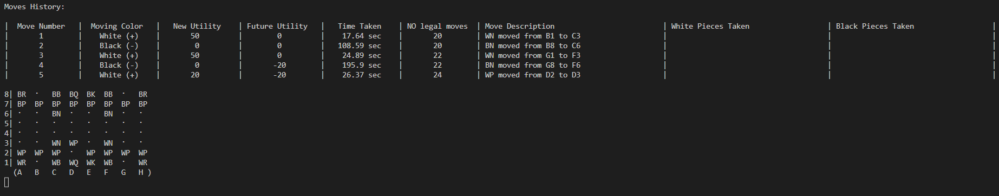 Moves History:
| Move Number | Moving Color | New Utility | Future Utility | Time Taken | NO legal moves | Move Description | White Pieces Taken | Black Pieces Taken |
| 1 | White (+) | 50 | 0 | 17.64 sec | 20 | WN moved from B1 to C3 | | |
| 2 | Black (-) | 0 | 0 | 108.59 sec | 20 | BN moved from B8 to C6 | | |
| 3 | White (+) | 50 | 0 | 24.89 sec | 22 | WN moved from G1 to F3 | | |
| 4 | Black (-) | 0 | -20 | 195.9 sec | 22 | BN moved from G8 to F6 | | |
| 5 | White (+) | 20 | -20 | 26.37 sec | 24 | WP moved from D2 to D3 | | |
8| BR · BB BQ BK BB · BR
7| BP BP BP BP BP BP BP BP
6| · · BN · · BN · ·
5| · · · · · · · ·
4| · · · · · · · ·
3| · · WN WP · WN · ·
2| WP WP WP · WP WP WP WP
1| WR · WB WQ WK WB · WR
(A B C D E F G H )